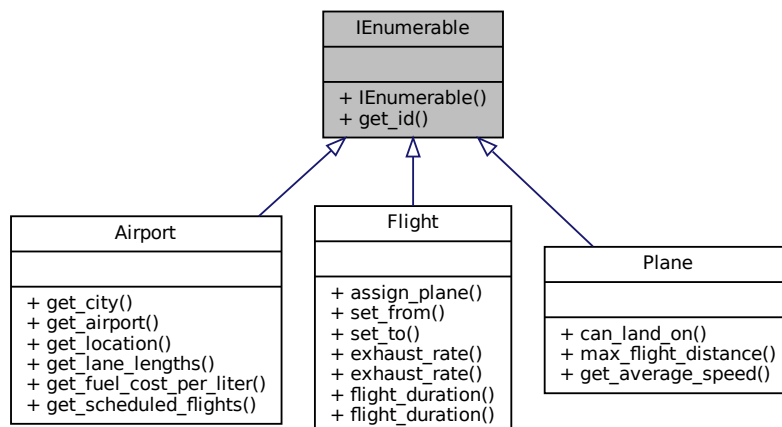 IEnumerable
+ IEnumerable()
+ get_id()
Airport
+ get_city()
+ get_airport()
+ get_location()
+ get_lane_lengths()
+ get_fuel_cost_per_liter()
+ get_scheduled_flights()
Flight
+ assign_plane()
+ set_from()
+ set_to()
+ exhaust_rate()
+ exhaust_rate()
+ flight_duration()
+ flight_duration()
Plane
+ can_land_on()
+ max_flight_distance()
+ get_average_speed()